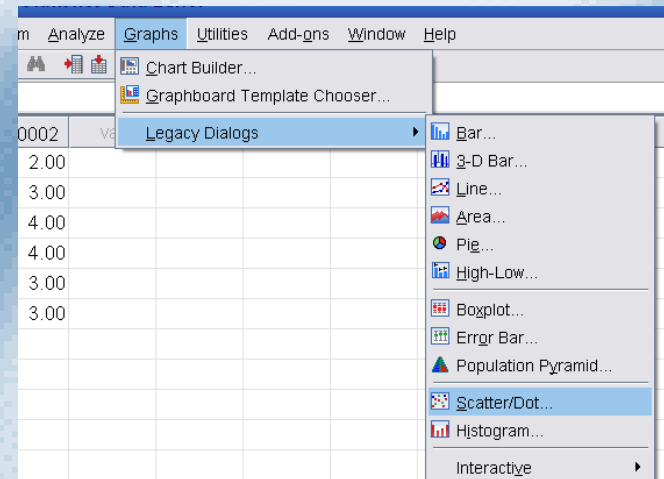 m Analyze Graphs Utilities Add-ons Window Help
Chart Builder...
Graphboard Template Chooser...
Legacy Dialogs
0002 va
2.00
3.00
4.00
4.00
3.00
3.00
Bar...
3-D Bar...
Line...
Area...
Pie...
High-Low...
Boxplot...
Error Bar...
Population Pyramid...
Scatter/Dot...
Histogram...
Interactive